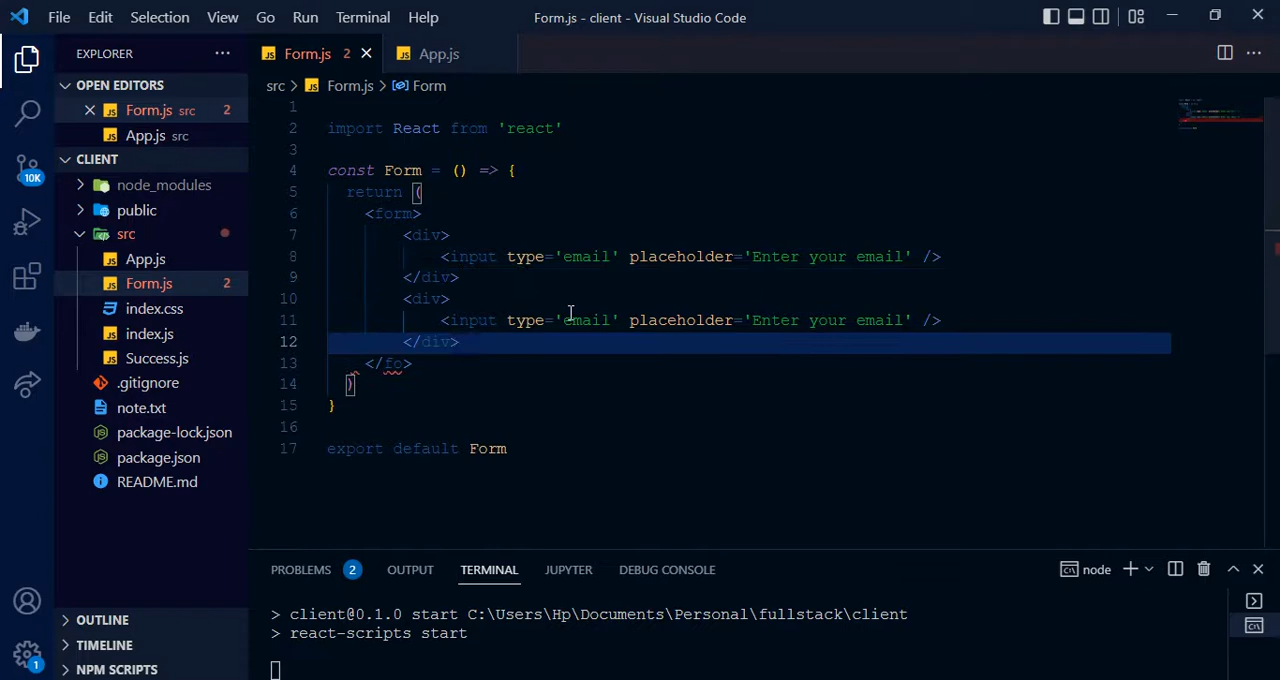 File Edit Selection View Go Run Terminal Help Form.js - client - Visual Studio Code
EXPLORER
OPEN EDITORS
Form.js src 2
App.js src
CLIENT
node_modules
public
src
App.js
Form.js 2
index.css
index.js
Success.js
.gitignore
note.txt
package-lock.json
package.json
README.md
OUTLINE
TIMELINE
NPM SCRIPTS
10K
1
JS Form.js 2 JS App.js
src > JS Form.js > Form
1
2 import React from 'react'
3
4 const Form = () => {
5 return (
6 <form>
7 <div>
8 <input type='email' placeholder='Enter your email' />
9 </div>
10 <div>
11 <input type='email' placeholder='Enter your email' />
12 </div>
13 </fo>
14 )
15 }
16
17 export default Form
PROBLEMS 2 OUTPUT TERMINAL JUPYTER DEBUG CONSOLE node
> client@0.1.0 start C:\Users\Hp\Documents\Personal\fullstack\client
> react-scripts start